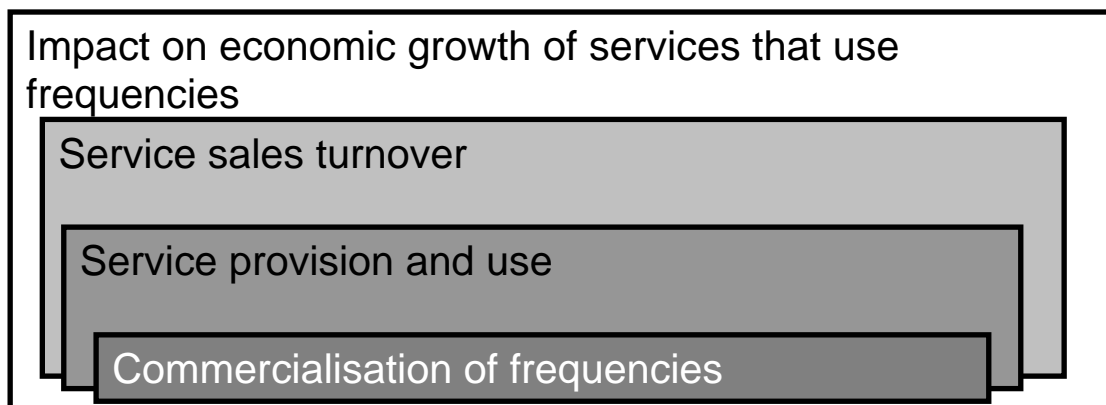 Impact on economic growth of services that use
frequencies
Service sales turnover
Service provision and use
Commercialisation of frequencies